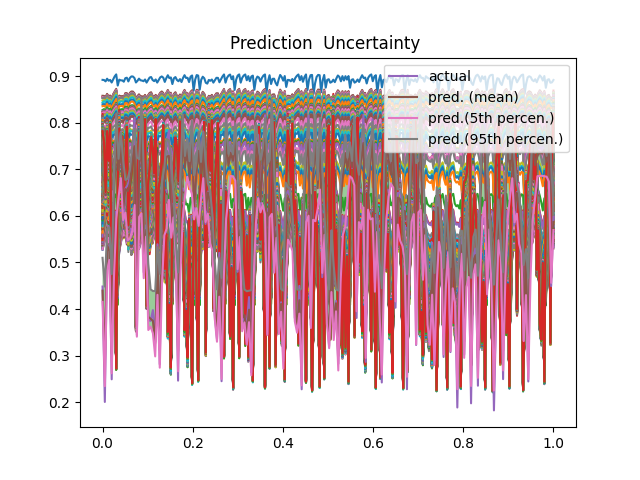 Prediction  Uncertainty
actual
pred. (mean)
pred.(5th percen.)
pred.(95th percen.)
0.9
0.8
0.7
0.6
0.5
0.4
0.3
0.2
0.0 0.2 0.4 0.6 0.8 1.0